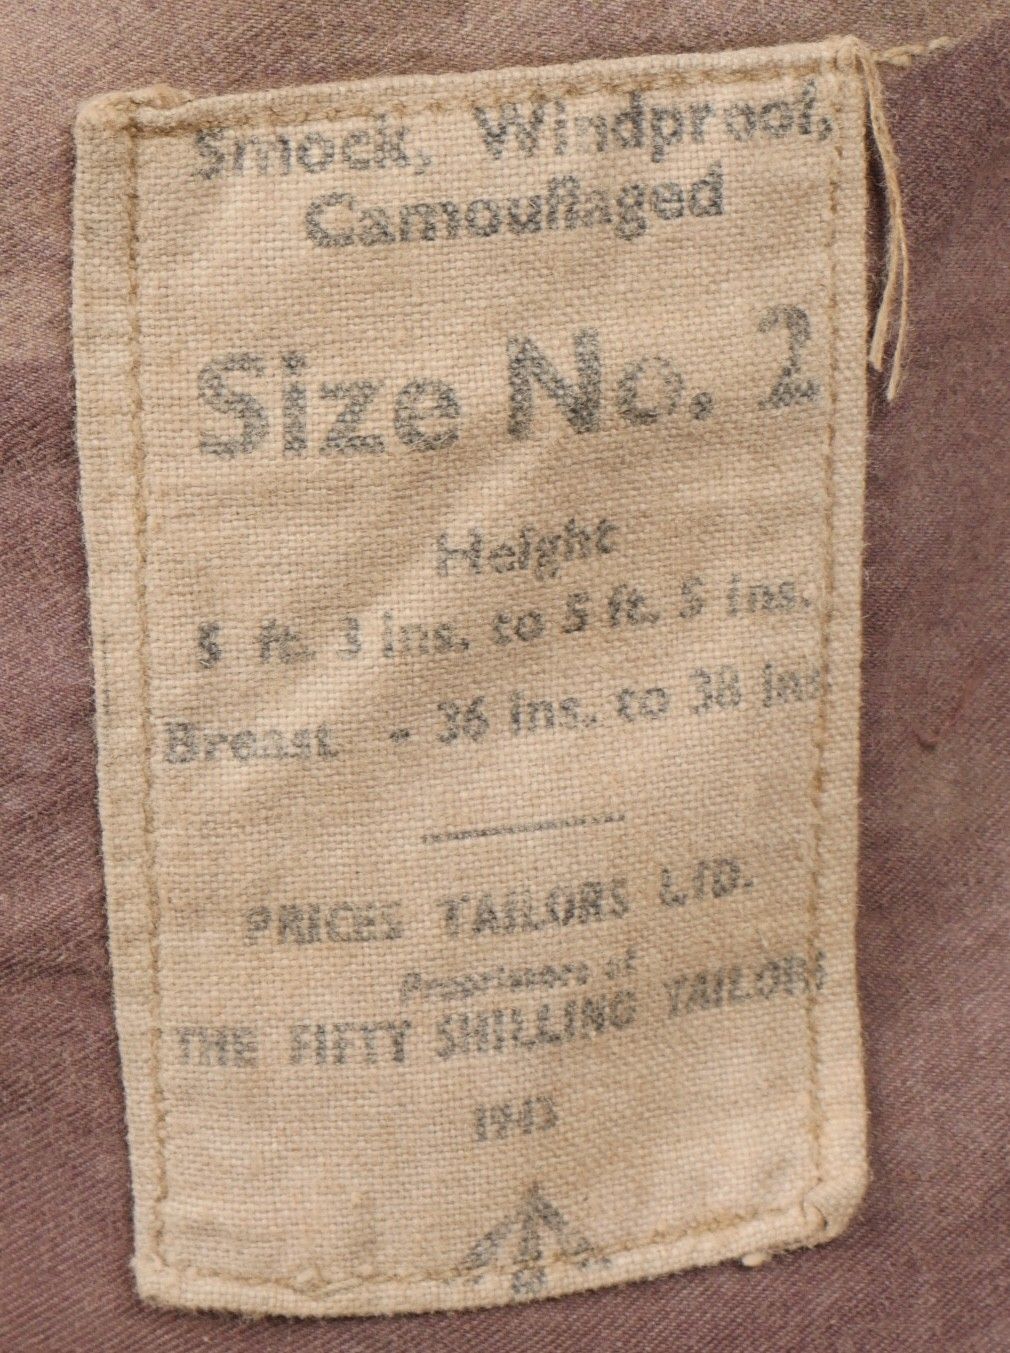 Smock, Windproof,
Camouflaged
Size No. 2
Height
5 ft. 3 ins. to 5 ft. 5 ins.
Breast - 36 ins. to 38 ins
PRICES TAILORS LTD.
Proprietors of
THE FIFTY SHILLING TAILORS
1943